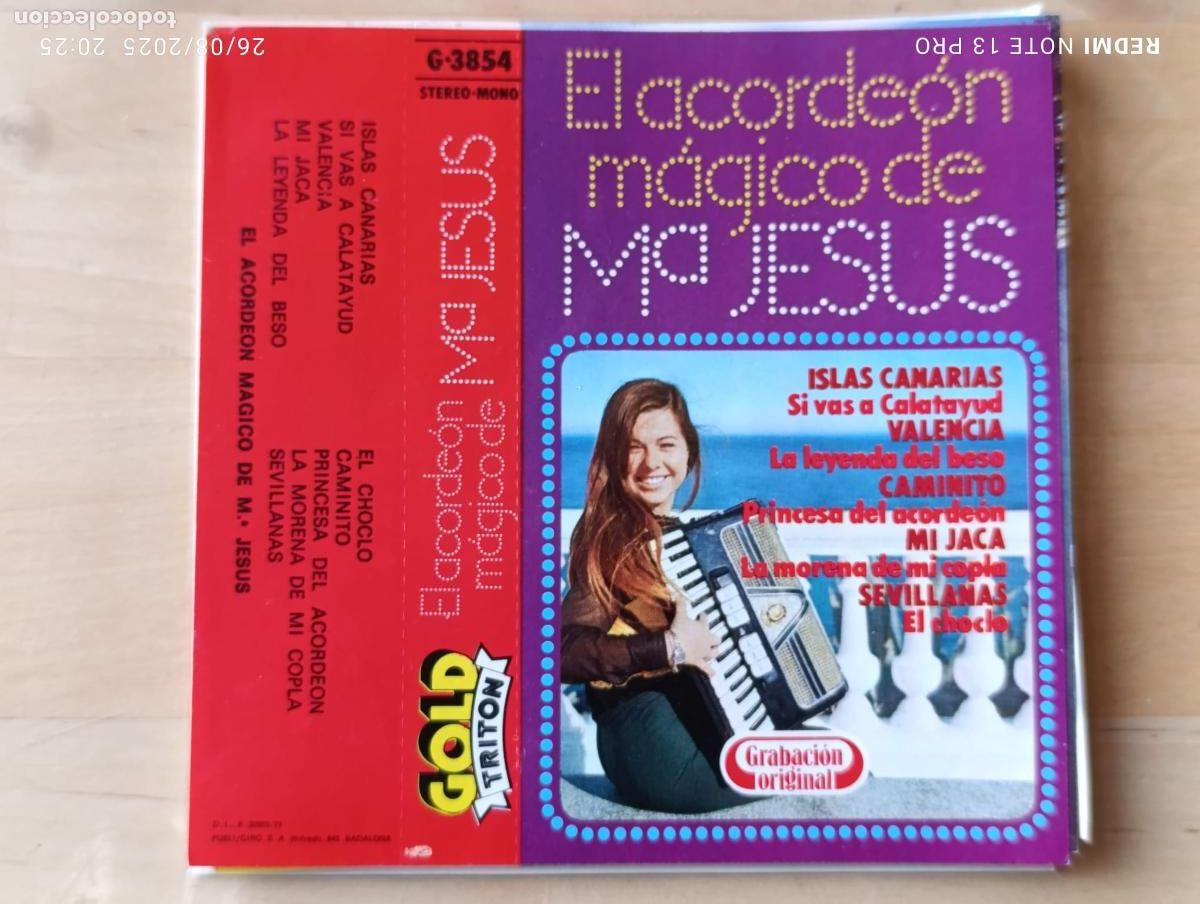 todocoleccion
26/08/2025 20:25
REDMI NOTE 13 PRO
El acordeón
mágico de
Mª JESUS
ISLAS CANARIAS
Si vas a Calatayud
VALENCIA
La leyenda del beso
CAMINITO
Princesa del acordeón
MI JACA
La morena de mi copla
SEVILLANAS
El choclo
Grabación
original
G-3854
STEREO-MONO
El acordeón
mágico de
Mª JESUS
GOLD
TRITON
ISLAS CANARIAS
SI VAS A CALATAYUD
VALENCIA
MI JACA
LA LEYENDA DEL BESO
EL CHOCLO
CAMINITO
PRINCESA DEL ACORDEON
LA MORENA DE MI COPLA
SEVILLANAS
EL ACORDEON MAGICO DE M.ª JESUS
PUBLI/GIRO S A Wifredo 840 BADALONA